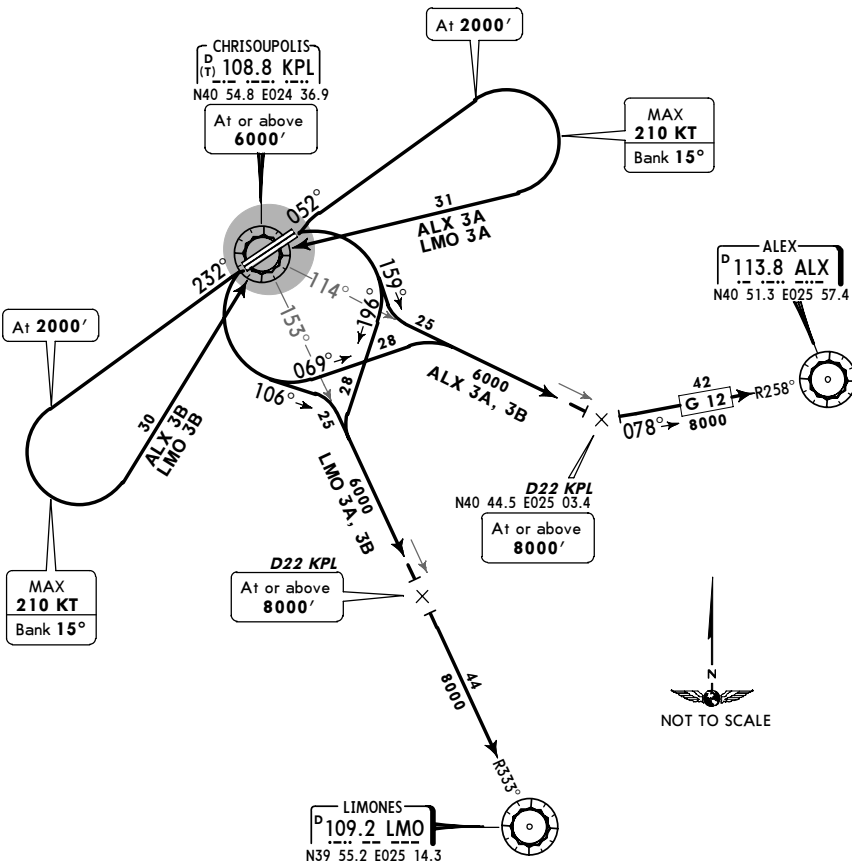 At 2000′
CHRISOUPOLIS
D
(T) 108.8 KPL
N40 54.8 E024 36.9
At or above
6000′
MAX
210 KT
Bank 15°
052°
31
ALX 3A
LMO 3A
232°
159°
114°
196°
153°
ALEX
D 113.8 ALX
N40 51.3 E025 57.4
At 2000′
25
28
069°
28
106°
25
6000
ALX 3A, 3B
42
G 12
R258°
078°
8000
30
ALX 3B
LMO 3B
6000
LMO 3A, 3B
D22 KPL
N40 44.5 E025 03.4
At or above
8000′
D22 KPL
At or above
8000′
MAX
210 KT
Bank 15°
44
8000
N
NOT TO SCALE
R333°
LIMONES
D 109.2 LMO
N39 55.2 E025 14.3